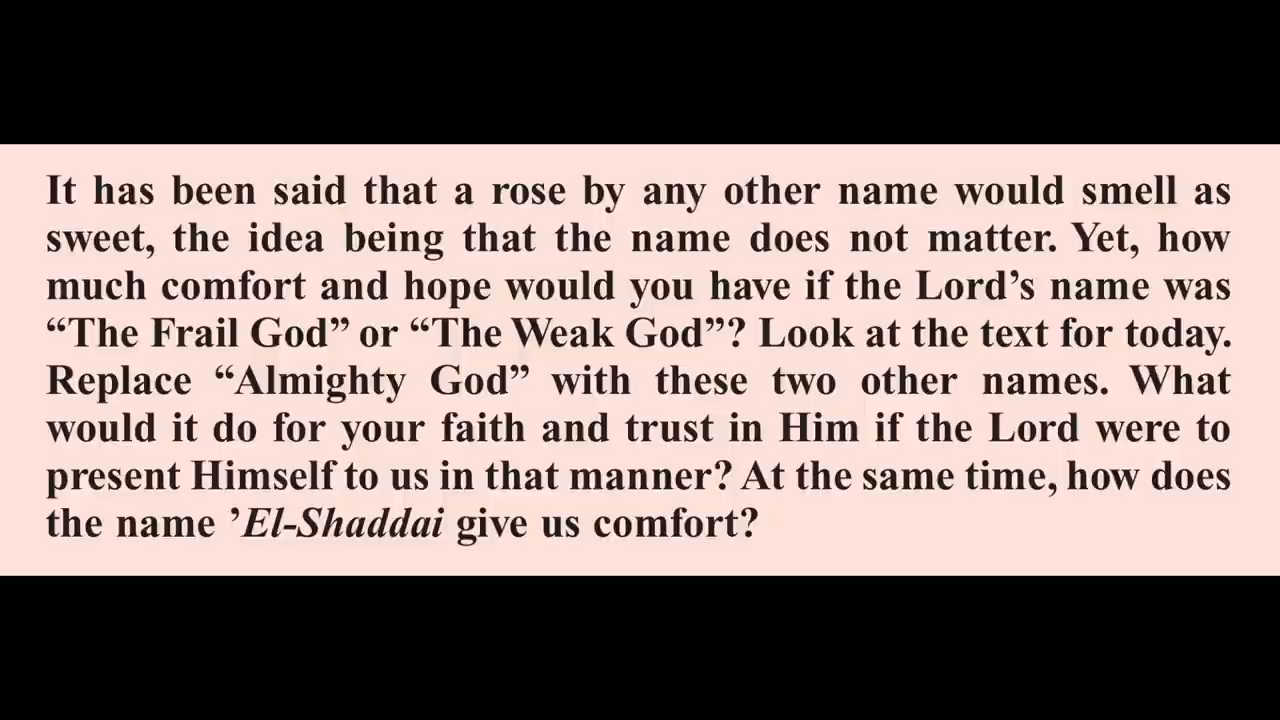 It has been said that a rose by any other name would smell as
sweet, the idea being that the name does not matter. Yet, how
much comfort and hope would you have if the Lord’s name was
“The Frail God” or “The Weak God”? Look at the text for today.
Replace “Almighty God” with these two other names. What
would it do for your faith and trust in Him if the Lord were to
present Himself to us in that manner? At the same time, how does
the name ’El-Shaddai give us comfort?